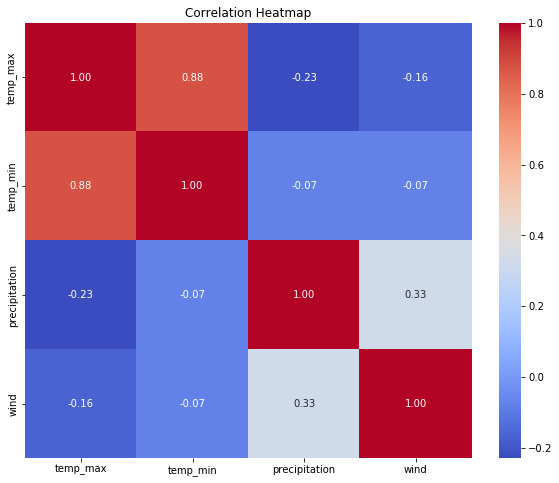 Correlation Heatmap
temp_max
1.00
0.88
-0.23
-0.16
temp_min
0.88
1.00
-0.07
-0.07
precipitation
-0.23
-0.07
1.00
0.33
wind
-0.16
-0.07
0.33
1.00
temp_max
temp_min
precipitation
wind
1.0
0.8
0.6
0.4
0.2
0.0
−0.2